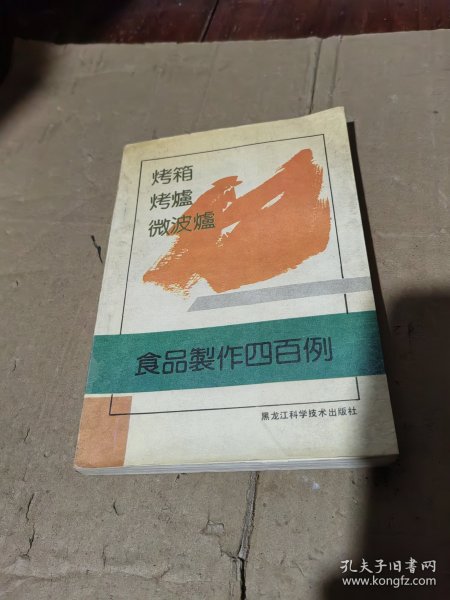 烤箱
烤爐
微波爐
食品製作四百例
黑龙江科学技术出版社
孔夫子旧书网
www.kongfz.com